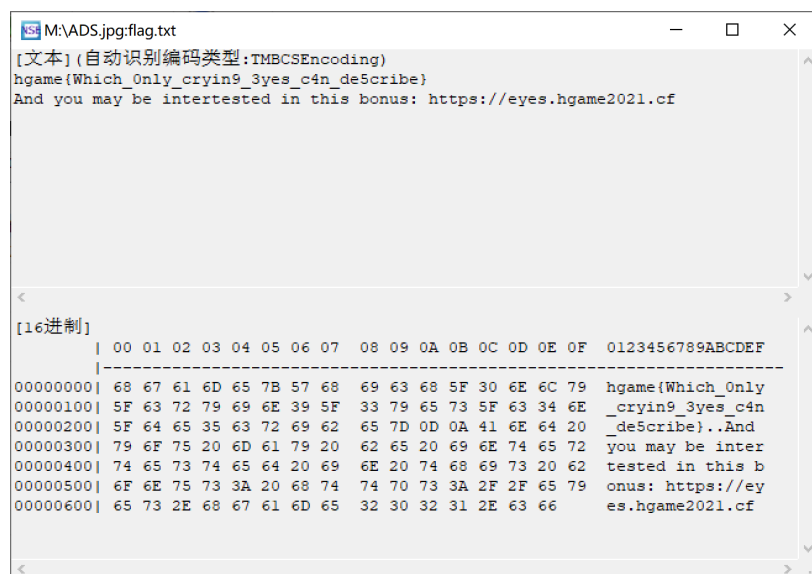 NSE M:\ADS.jpg:flag.txt
[文本](自动识别编码类型:TMBCSEncoding)
hgame{Which_0nly_cryin9_3yes_c4n_de5cribe}
And you may be intertested in this bonus: https://eyes.hgame2021.cf
[16进制]
| 00 01 02 03 04 05 06 07 08 09 0A 0B 0C 0D 0E 0F 0123456789ABCDEF
|--------------------------------------------------------------------
00000000| 68 67 61 6D 65 7B 57 68 69 63 68 5F 30 6E 6C 79 hgame{Which_0nly
00000100| 5F 63 72 79 69 6E 39 5F 33 79 65 73 5F 63 34 6E _cryin9_3yes_c4n
00000200| 5F 64 65 35 63 72 69 62 65 7D 0D 0A 41 6E 64 20 _de5cribe}..And
00000300| 79 6F 75 20 6D 61 79 20 62 65 20 69 6E 74 65 72 you may be inter
00000400| 74 65 73 74 65 64 20 69 6E 20 74 68 69 73 20 62 tested in this b
00000500| 6F 6E 75 73 3A 20 68 74 74 70 73 3A 2F 2F 65 79 onus: https://ey
00000600| 65 73 2E 68 67 61 6D 65 32 30 32 31 2E 63 66 es.hgame2021.cf